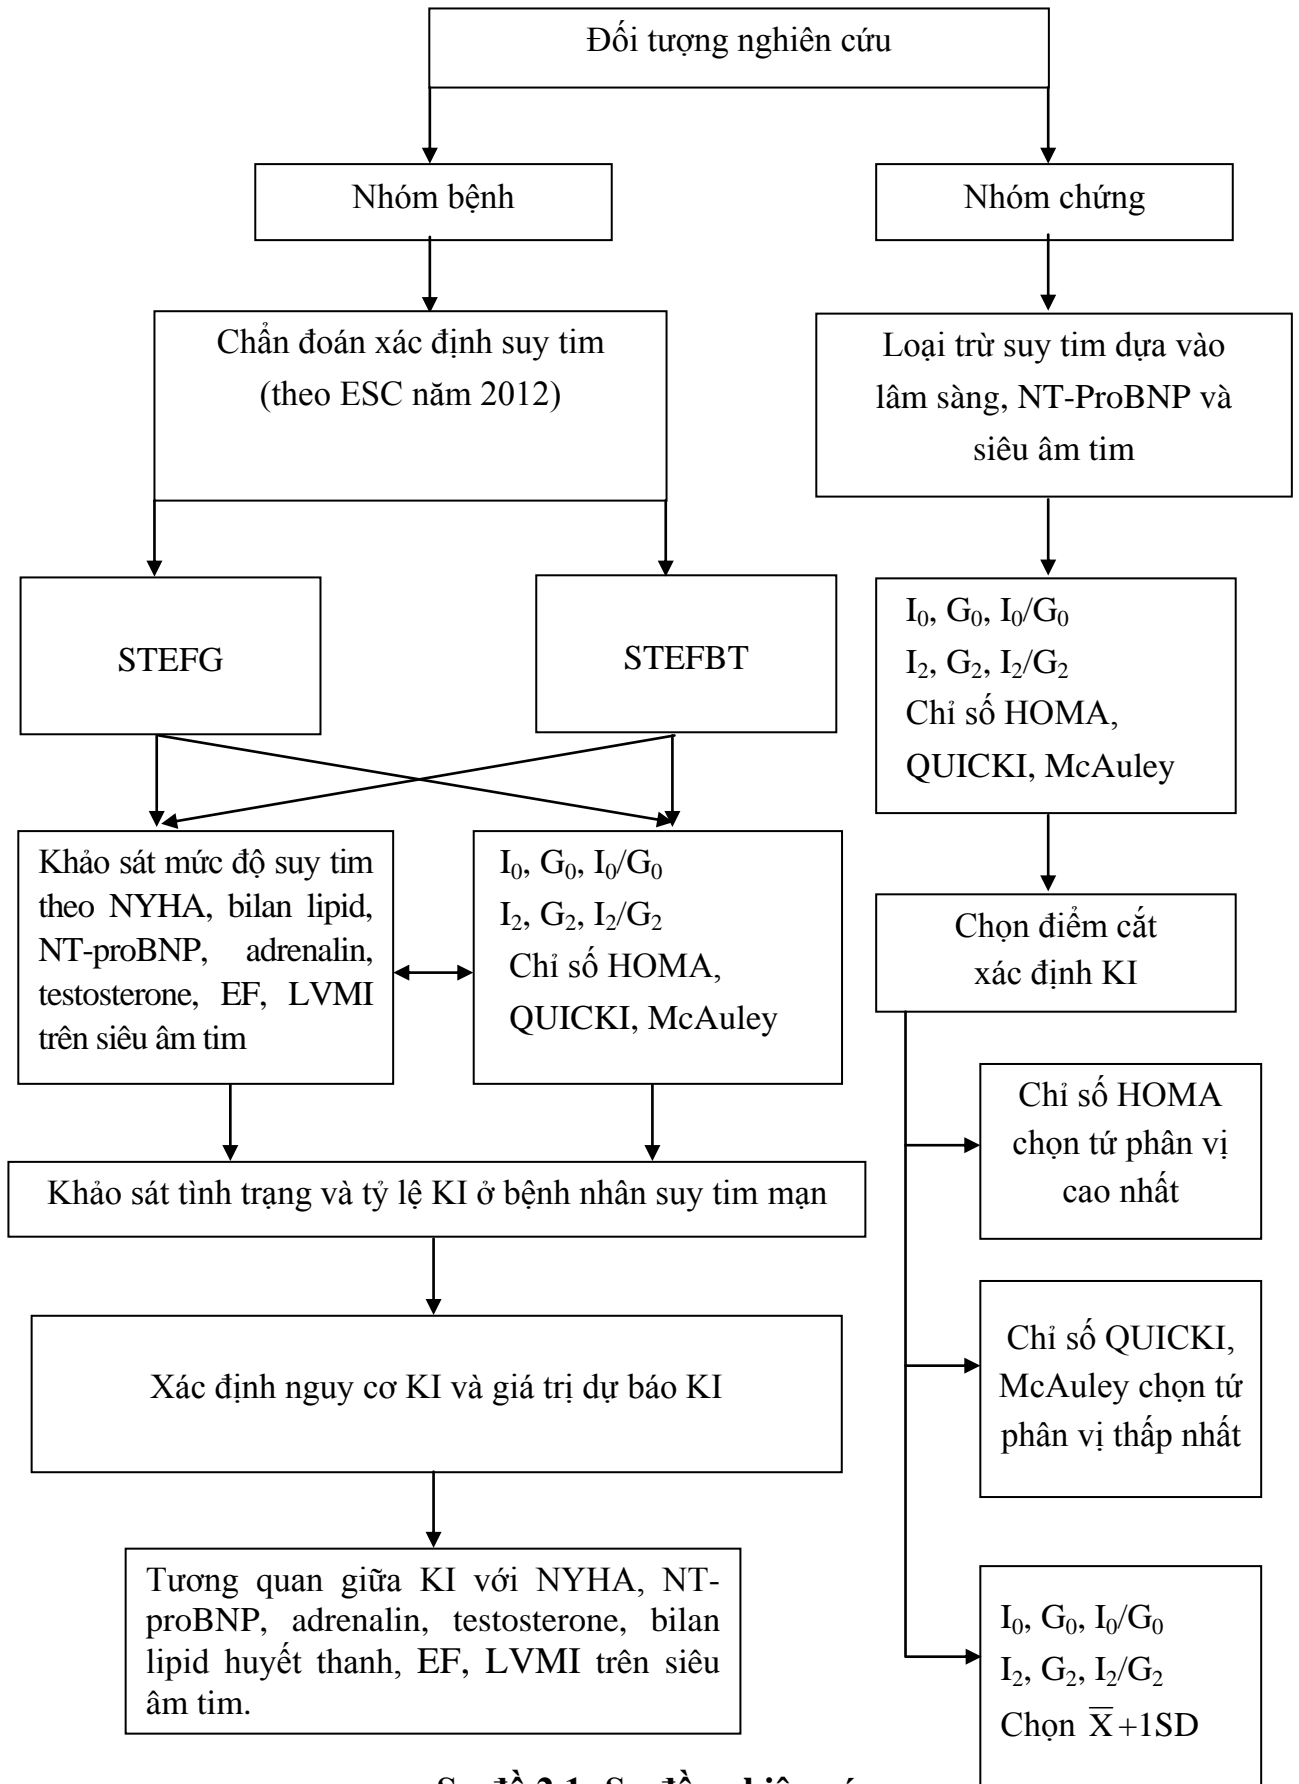 Đối tượng nghiên cứu
Nhóm bệnh
Nhóm chứng
Chẩn đoán xác định suy tim
(theo ESC năm 2012)
Loại trừ suy tim dựa vào
lâm sàng, NT-ProBNP và
siêu âm tim
STEFG
STEFBT
I₀, G₀, I₀/G₀
I₂, G₂, I₂/G₂
Chỉ số HOMA,
QUICKI, McAuley
Khảo sát mức độ suy tim
theo NYHA, bilan lipid,
NT-proBNP, adrenalin,
testosterone, EF, LVMI
trên siêu âm tim
I₀, G₀, I₀/G₀
I₂, G₂, I₂/G₂
Chỉ số HOMA,
QUICKI, McAuley
Chọn điểm cắt
xác định KI
Chỉ số HOMA
chọn tứ phân vị
cao nhất
Khảo sát tình trạng và tỷ lệ KI ở bệnh nhân suy tim mạn
Chỉ số QUICKI,
McAuley chọn tứ
phân vị thấp nhất
Xác định nguy cơ KI và giá trị dự báo KI
Tương quan giữa KI với NYHA, NT-
proBNP, adrenalin, testosterone, bilan
lipid huyết thanh, EF, LVMI trên siêu
âm tim.
I₀, G₀, I₀/G₀
I₂, G₂, I₂/G₂
Chọn X̅+1SD